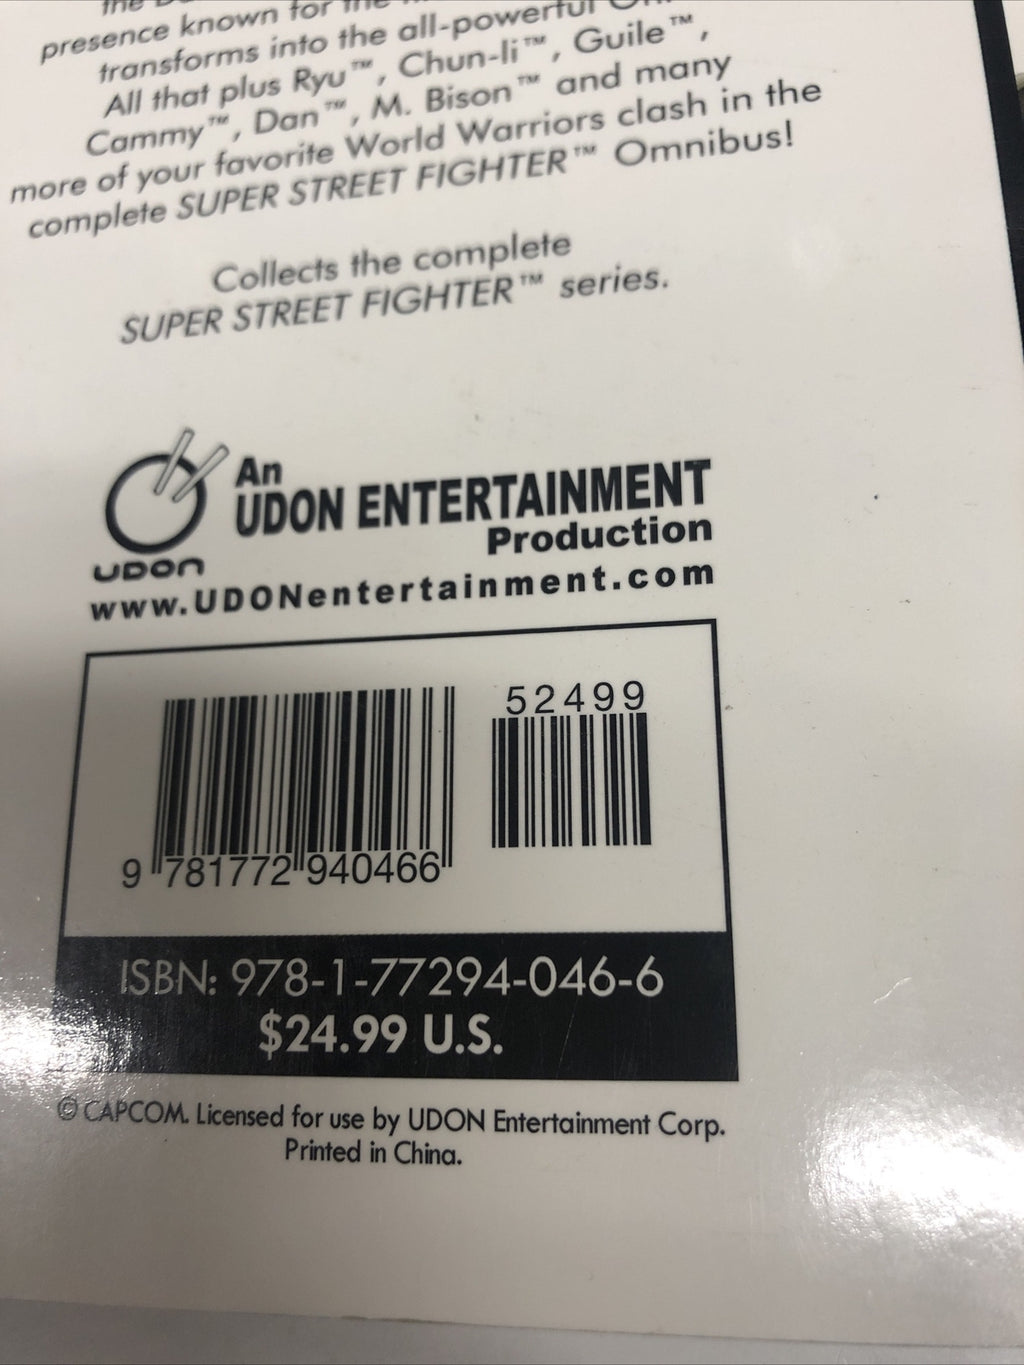 the
presence known for the
transforms into the all-powerful
All that plus Ryu™, Chun-li™, Guile™,
Cammy™, Dan™, M. Bison™ and many
more of your favorite World Warriors clash in the
complete SUPER STREET FIGHTER™ Omnibus!
Collects the complete
SUPER STREET FIGHTER™ series.
An
UDON ENTERTAINMENT
Production
UDON
www.UDONentertainment.com
52499
9 781772 940466
ISBN: 978-1-77294-046-6
$24.99 U.S.
© CAPCOM. Licensed for use by UDON Entertainment Corp.
Printed in China.